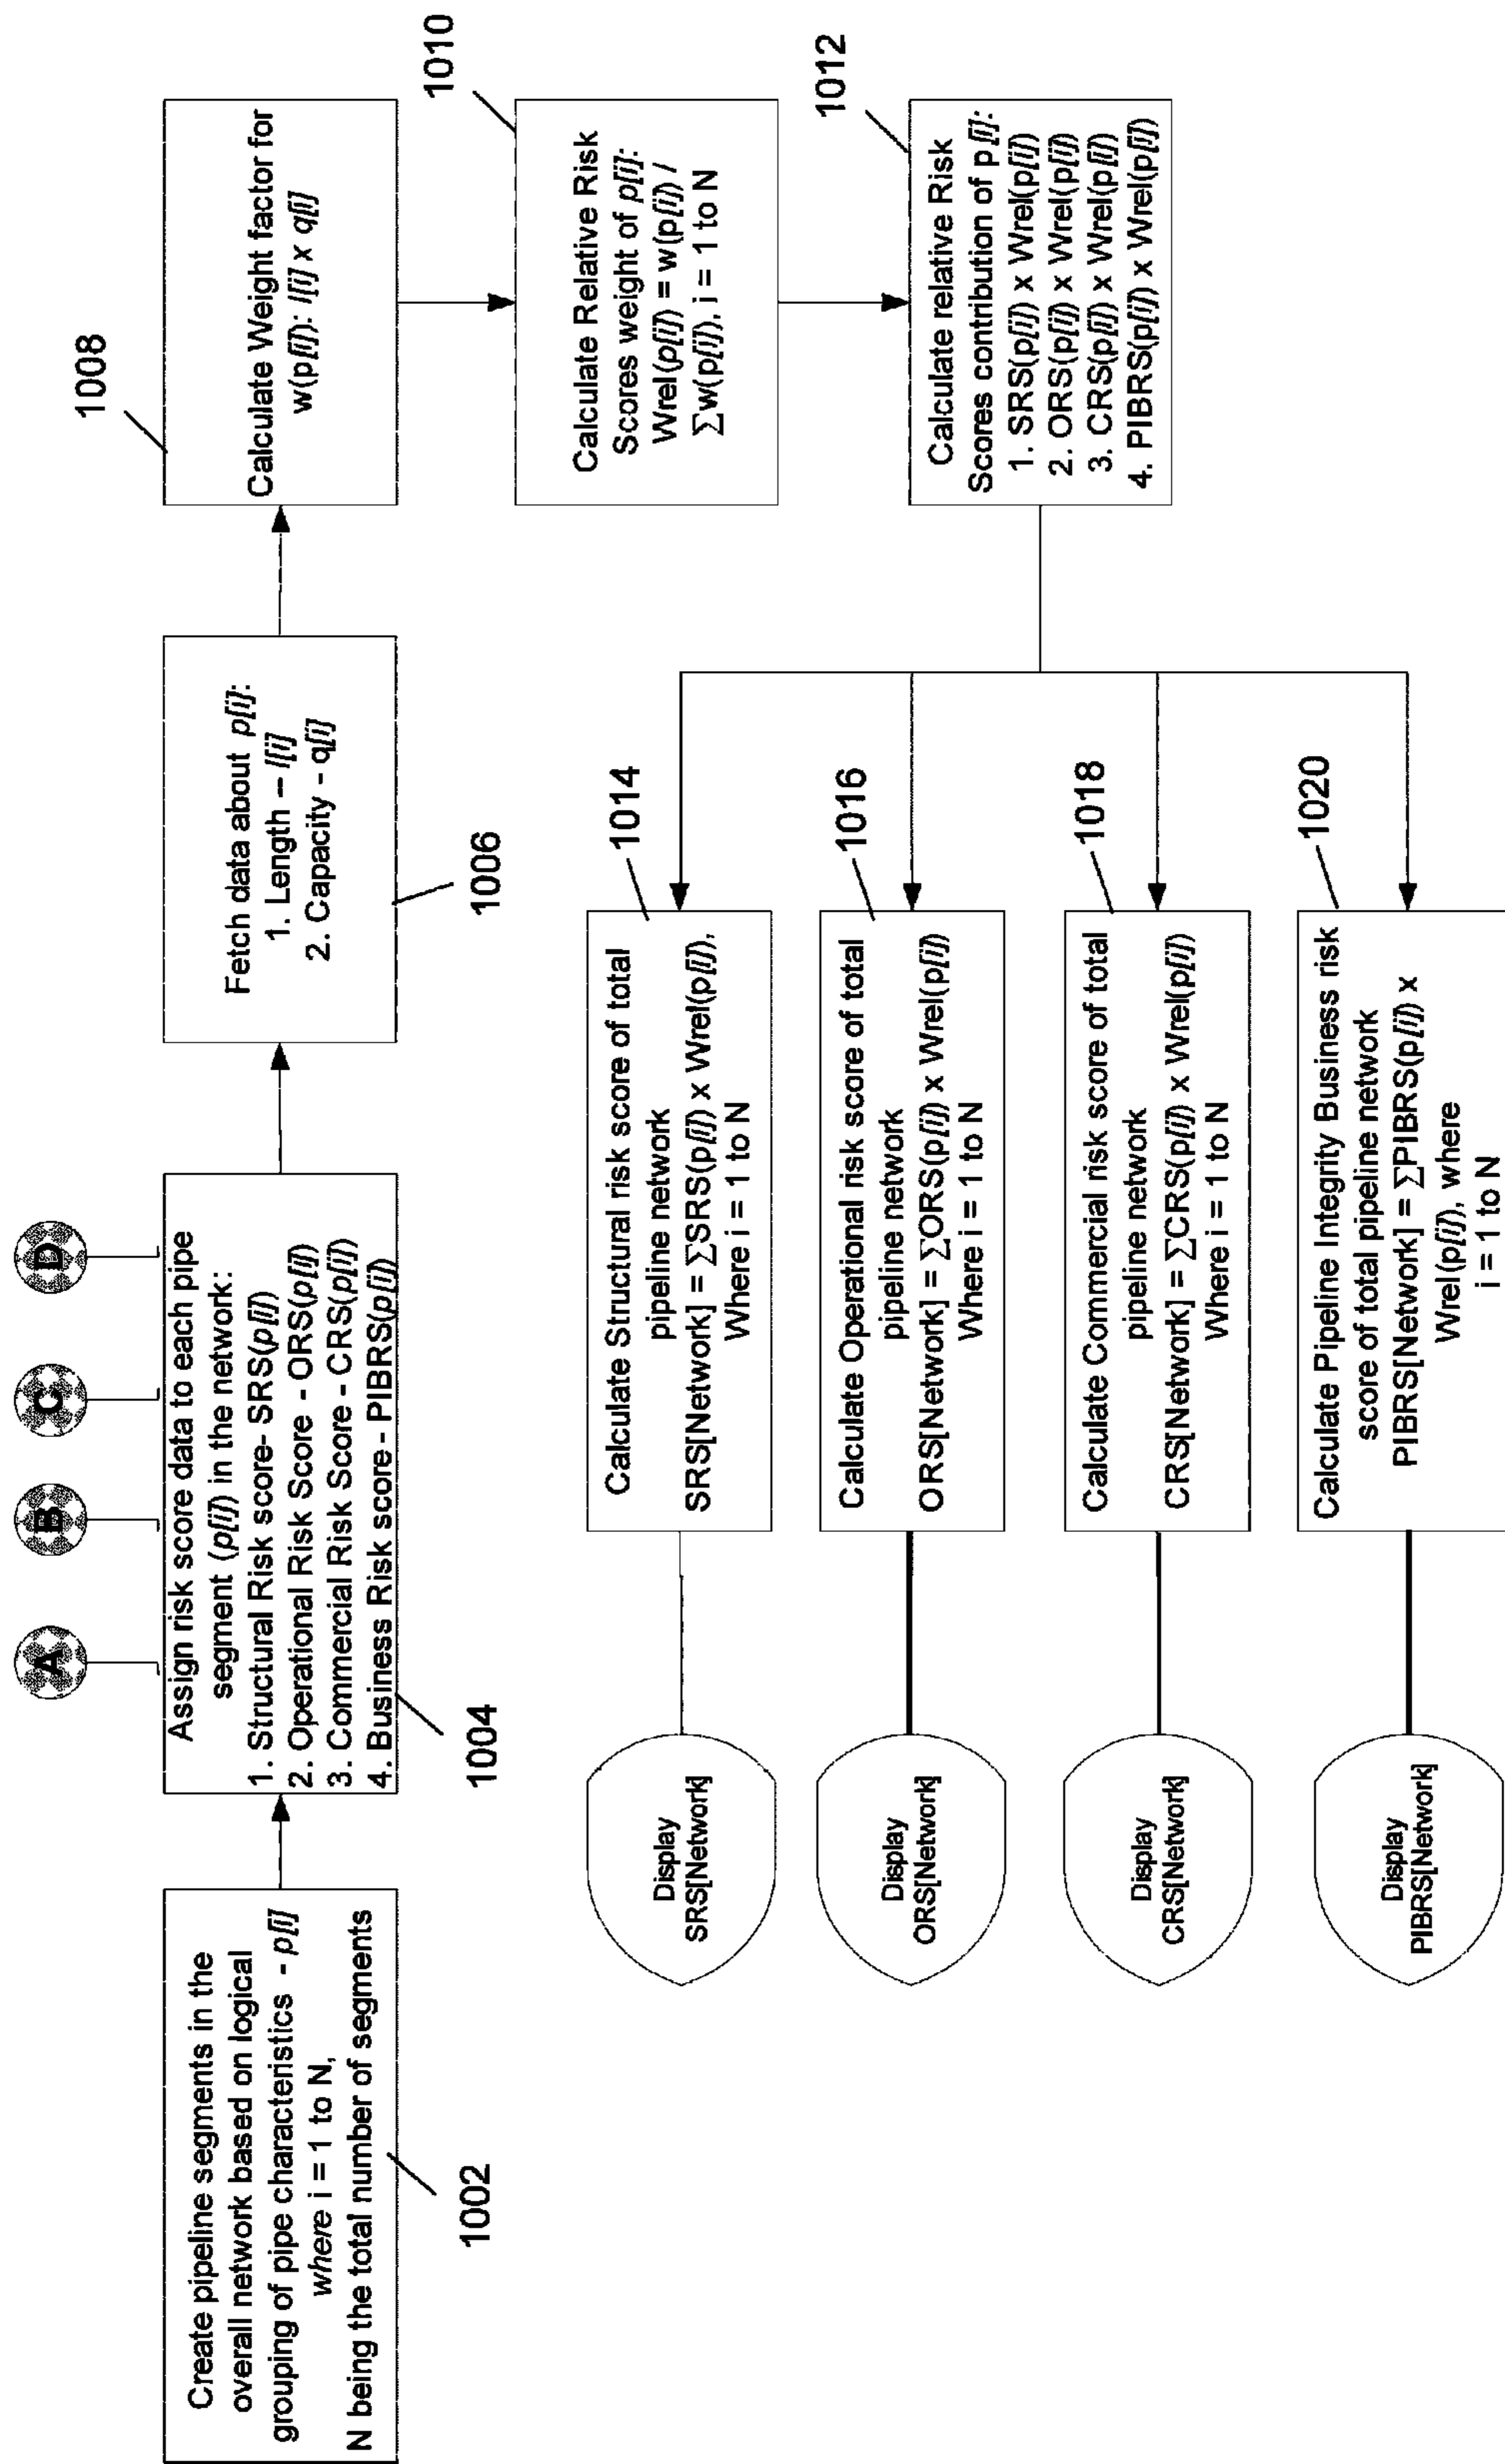 A
B
C
D
Create pipeline segments in the
overall network based on logical
grouping of pipe characteristics - p[i]
where i = 1 to N,
N being the total number of segments
1002
Assign risk score data to each pipe
segment (p[i]) in the network:
1. Structural Risk score- SRS(p[i])
2. Operational Risk Score - ORS(p[i])
3. Commercial Risk Score - CRS(p[i])
4. Business Risk score - PIBRS(p[i])
1004
Fetch data about p[i]:
1. Length -- l[i]
2. Capacity - q[i]
1006
Calculate Weight factor for
w(p[i]): l[i] x q[i]
1008
Calculate Relative Risk
Scores weight of p[i]:
Wrel(p[i]) = w(p[i]) /
∑w(p[i]), i = 1 to N
1010
Calculate relative Risk
Scores contribution of p[i]:
1. SRS(p[i]) x Wrel(p[i])
2. ORS(p[i]) x Wrel(p[i])
3. CRS(p[i]) x Wrel(p[i])
4. PIBRS(p[i]) x Wrel(p[i])
1012
Calculate Structural risk score of total
pipeline network
SRS[Network] = ∑SRS(p[i]) x Wrel(p[i]),
Where i = 1 to N
1014
Display
SRS[Network]
Calculate Operational risk score of total
pipeline network
ORS[Network] = ∑ORS(p[i]) x Wrel(p[i])
Where i = 1 to N
1016
Display
ORS[Network]
Calculate Commercial risk score of total
pipeline network
CRS[Network] = ∑CRS(p[i]) x Wrel(p[i])
Where i = 1 to N
1018
Display
CRS[Network]
Calculate Pipeline Integrity Business risk
score of total pipeline network
PIBRS[Network] = ∑PIBRS(p[i]) x
Wrel(p[i]), where
i = 1 to N
1020
Display
PIBRS[Network]